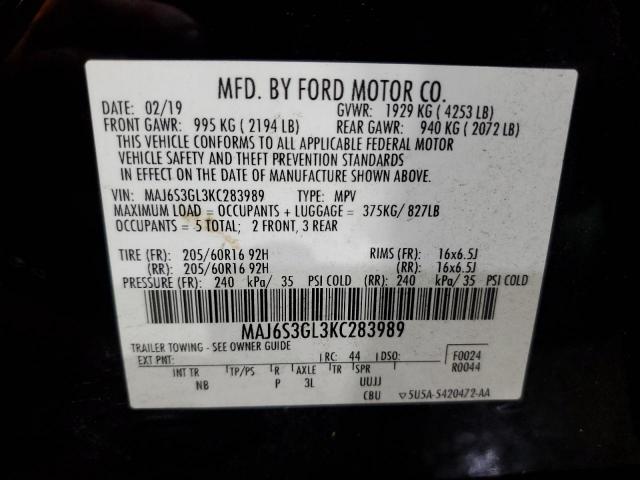 MFD. BY FORD MOTOR CO.
DATE: 02/19 GVWR: 1929 KG ( 4253 LB)
FRONT GAWR: 995 KG ( 2194 LB) REAR GAWR: 940 KG ( 2072 LB)
THIS VEHICLE CONFORMS TO ALL APPLICABLE FEDERAL MOTOR
VEHICLE SAFETY AND THEFT PREVENTION STANDARDS
IN EFFECT ON THE DATE OF MANUFACTURE SHOWN ABOVE.
VIN: MAJ6S3GL3KC283989 TYPE: MPV
MAXIMUM LOAD = OCCUPANTS + LUGGAGE = 375KG/ 827LB
OCCUPANTS = 5 TOTAL; 2 FRONT, 3 REAR
TIRE (FR): 205/60R16 92H RIMS (FR): 16x6.5J
(RR): 205/60R16 92H (RR): 16x6.5J
PRESSURE (FR): 240 kPa/ 35 PSI COLD (RR): 240 kPa/ 35 PSI COLD
MAJ6S3GL3KC283989
TRAILER TOWING - SEE OWNER GUIDE
EXT PNT: RC: 44 DSO: F0024
R0044
INT TR TP/PS R AXLE TR SPR
NB P 3L UUJJ
CBU ▽5U5A-S420472-AA